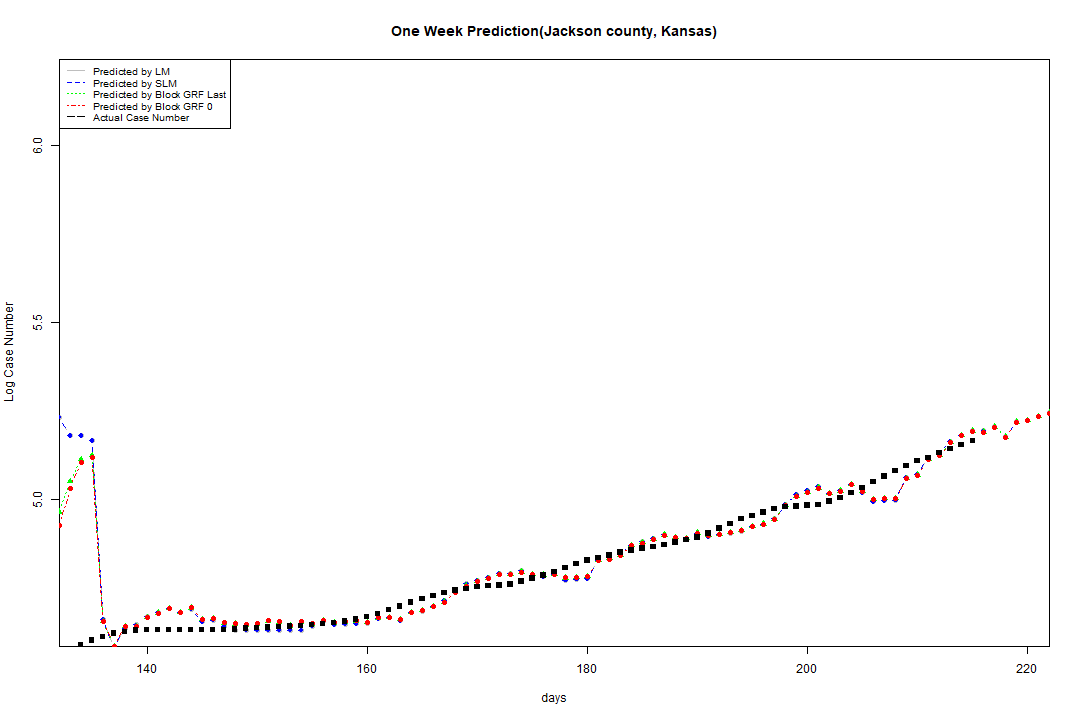 One Week Prediction(Jackson county, Kansas)
Predicted by LM
Predicted by SLM
Predicted by Block GRF Last
Predicted by Block GRF 0
Actual Case Number
6.0
5.5
5.0
Log Case Number
140
160
180
200
220
days